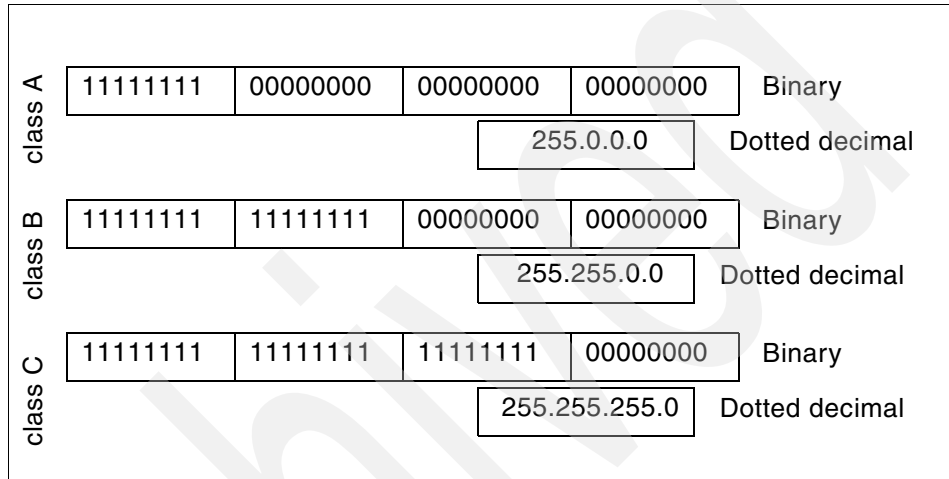 class A
11111111 00000000 00000000 00000000 Binary
255.0.0.0 Dotted decimal
class B
11111111 11111111 00000000 00000000 Binary
255.255.0.0 Dotted decimal
class C
11111111 11111111 11111111 00000000 Binary
255.255.255.0 Dotted decimal